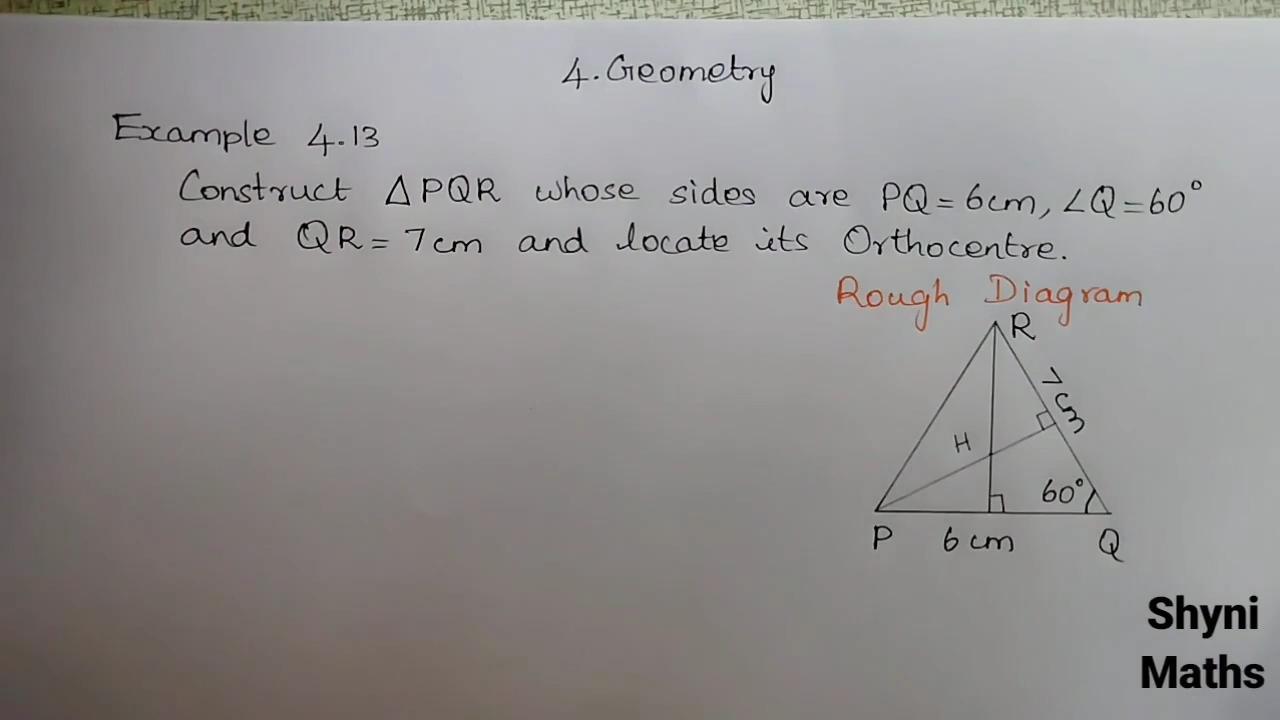 4. Geometry
Example 4.13
Construct △PQR whose sides are PQ = 6cm, ∠Q = 60°
and QR = 7cm and locate its Orthocentre.
Rough Diagram
R
7cm
H
60°
P 6cm Q
Shyni
Maths